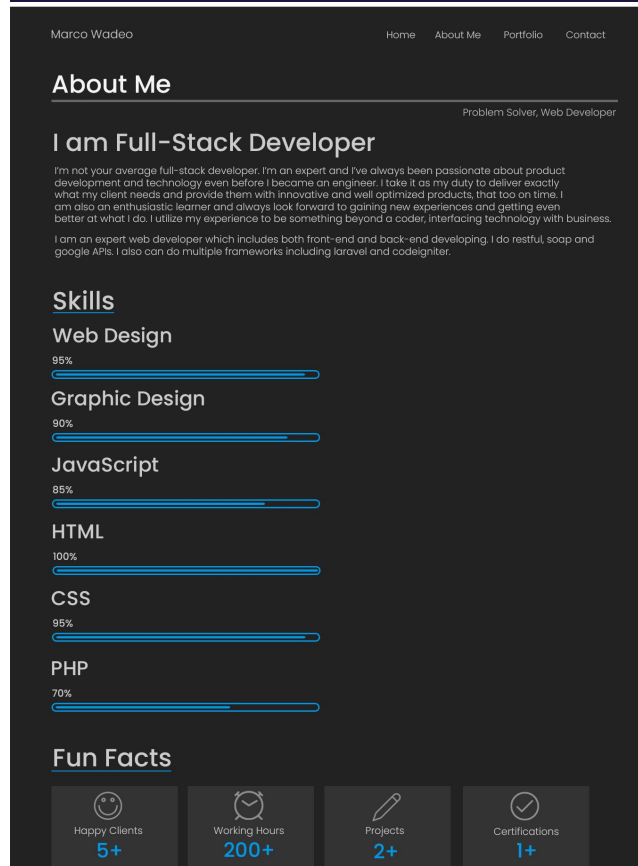 Marco Wadeo
Home About Me Portfolio Contact
About Me
Problem Solver, Web Developer
I am Full-Stack Developer
I'm not your average full-stack developer. I'm an expert and I've always been passionate about product
development and technology even before I became an engineer. I take it as my duty to deliver exactly
what my client needs and provide them with innovative and well optimized products, that too on time. I
am also an enthusiastic learner and always look forward to gaining new experiences and getting even
better at what I do. I utilize my experience to be something beyond a coder, interfacing technology with business.
I am an expert web developer which includes both front-end and back-end developing. I do restful, soap and
google APIs. I also can do multiple frameworks including laravel and codeigniter.
Skills
Web Design
95%
Graphic Design
90%
JavaScript
85%
HTML
100%
CSS
95%
PHP
70%
Fun Facts
Happy Clients Working Hours Projects Certifications
5+ 200+ 2+ 1+